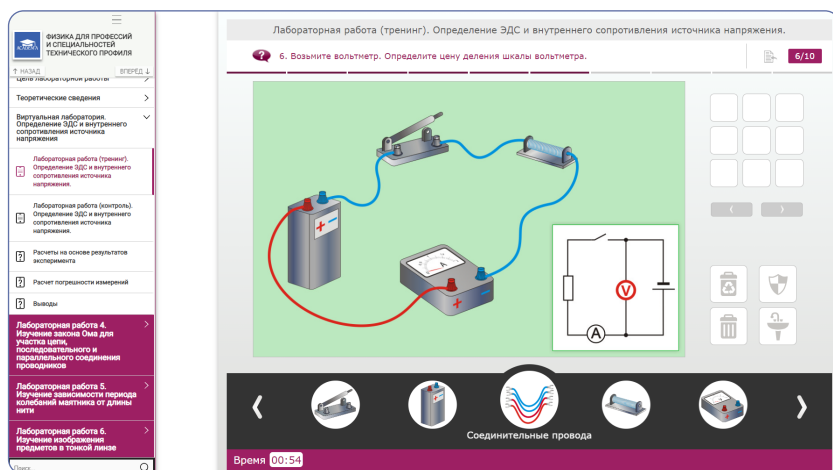 ACADEMA
ФИЗИКА ДЛЯ ПРОФЕССИЙ
И СПЕЦИАЛЬНОСТЕЙ
ТЕХНИЧЕСКОГО ПРОФИЛЯ
↑ НАЗАД
ВПЕРЁД ↓
Цель лабораторной работы
Теоретические сведения
Виртуальная лаборатория.
Определение ЭДС и внутреннего
сопротивления источника
напряжения
Лабораторная работа (тренинг).
Определение ЭДС и внутреннего
сопротивления источника
напряжения.
Лабораторная работа (контроль).
Определение ЭДС и внутреннего
сопротивления источника
напряжения.
Расчеты на основе результатов
эксперимента
Расчет погрешности измерений
Выводы
Лабораторная работа 4.
Изучение закона Ома для
участка цепи,
последовательного и
параллельного соединения
проводников
Лабораторная работа 5.
Изучение зависимости периода
колебаний маятника от длины
нити
Лабораторная работа 6.
Изучение изображения
предметов в тонкой линзе
Поиск
Лабораторная работа (тренинг). Определение ЭДС и внутреннего сопротивления источника напряжения.
6. Возьмите вольтметр. Определите цену деления шкалы вольтметра.
6/10
+ −
A
+ −
V
A
Соединительные провода
Время 00:54